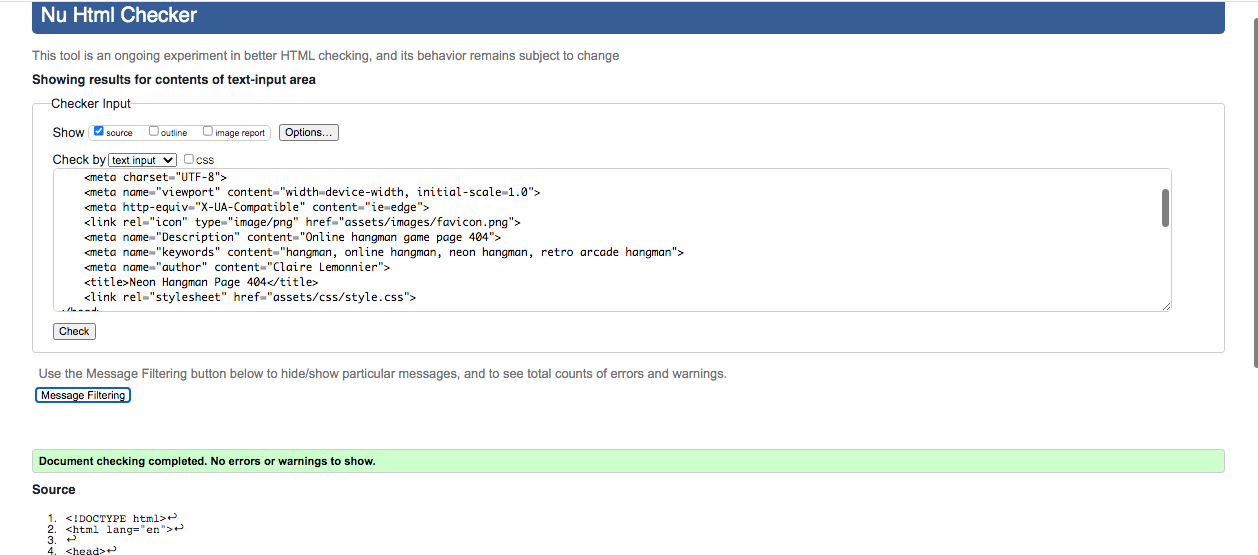 Nu Html Checker
This tool is an ongoing experiment in better HTML checking, and its behavior remains subject to change
Showing results for contents of text-input area
Checker Input
Show source outline image report Options...
Check by text input css
<meta charset="UTF-8">
<meta name="viewport" content="width=device-width, initial-scale=1.0">
<meta http-equiv="X-UA-Compatible" content="ie=edge">
<link rel="icon" type="image/png" href="assets/images/favicon.png">
<meta name="Description" content="Online hangman game page 404">
<meta name="keywords" content="hangman, online hangman, neon hangman, retro arcade hangman">
<meta name="author" content="Claire Lemonnier">
<title>Neon Hangman Page 404</title>
<link rel="stylesheet" href="assets/css/style.css">
Check
Use the Message Filtering button below to hide/show particular messages, and to see total counts of errors and warnings.
Message Filtering
Document checking completed. No errors or warnings to show.
Source
1. <!DOCTYPE html>↩
2. <html lang="en">↩
3. ↩
4. <head>↩